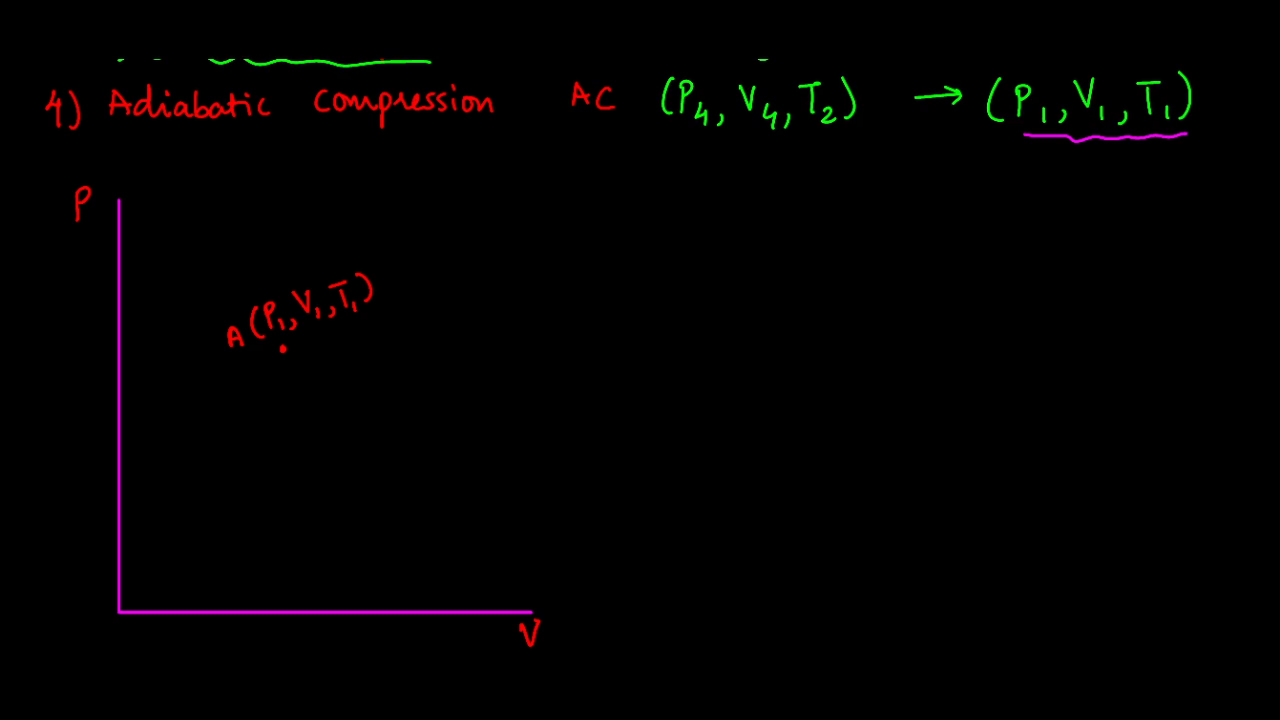 4) Adiabatic Compression AC (P₄, V₄, T₂) → (P₁, V₁, T₁)
P
A (P₁, V₁, T₁)
V